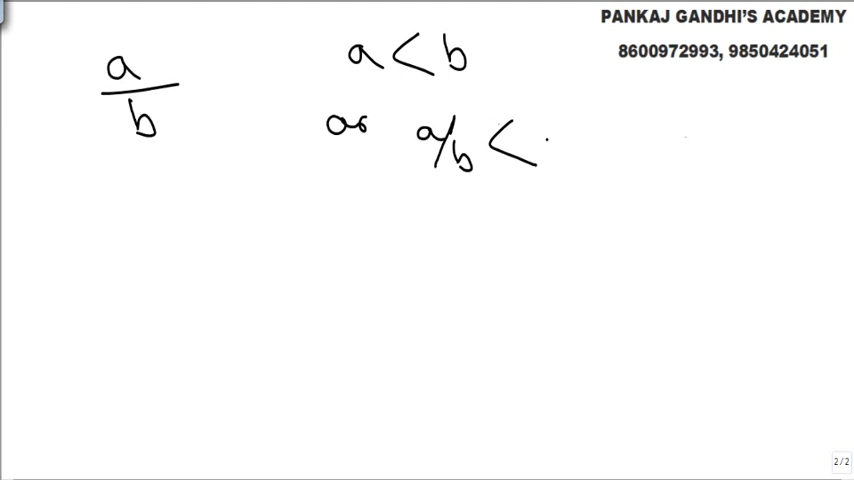 PANKAJ GANDHI'S ACADEMY
8600972993, 9850424051
a/b
a < b
or a/b <
2/2